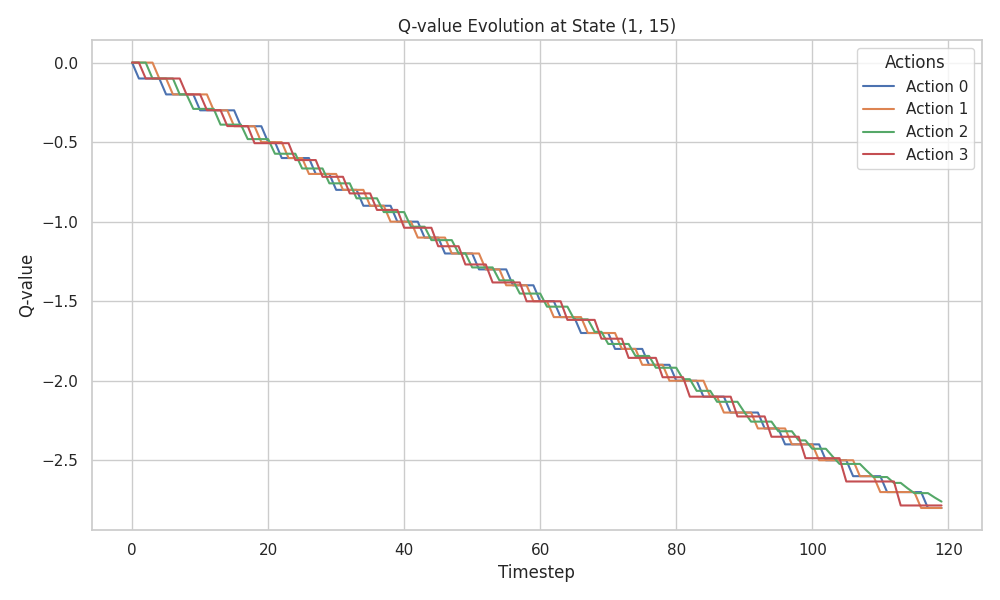 Q-value Evolution at State (1, 15)
Actions
Action 0
Action 1
Action 2
Action 3
Q-value
0.0
−0.5
−1.0
−1.5
−2.0
−2.5
0 20 40 60 80 100 120
Timestep